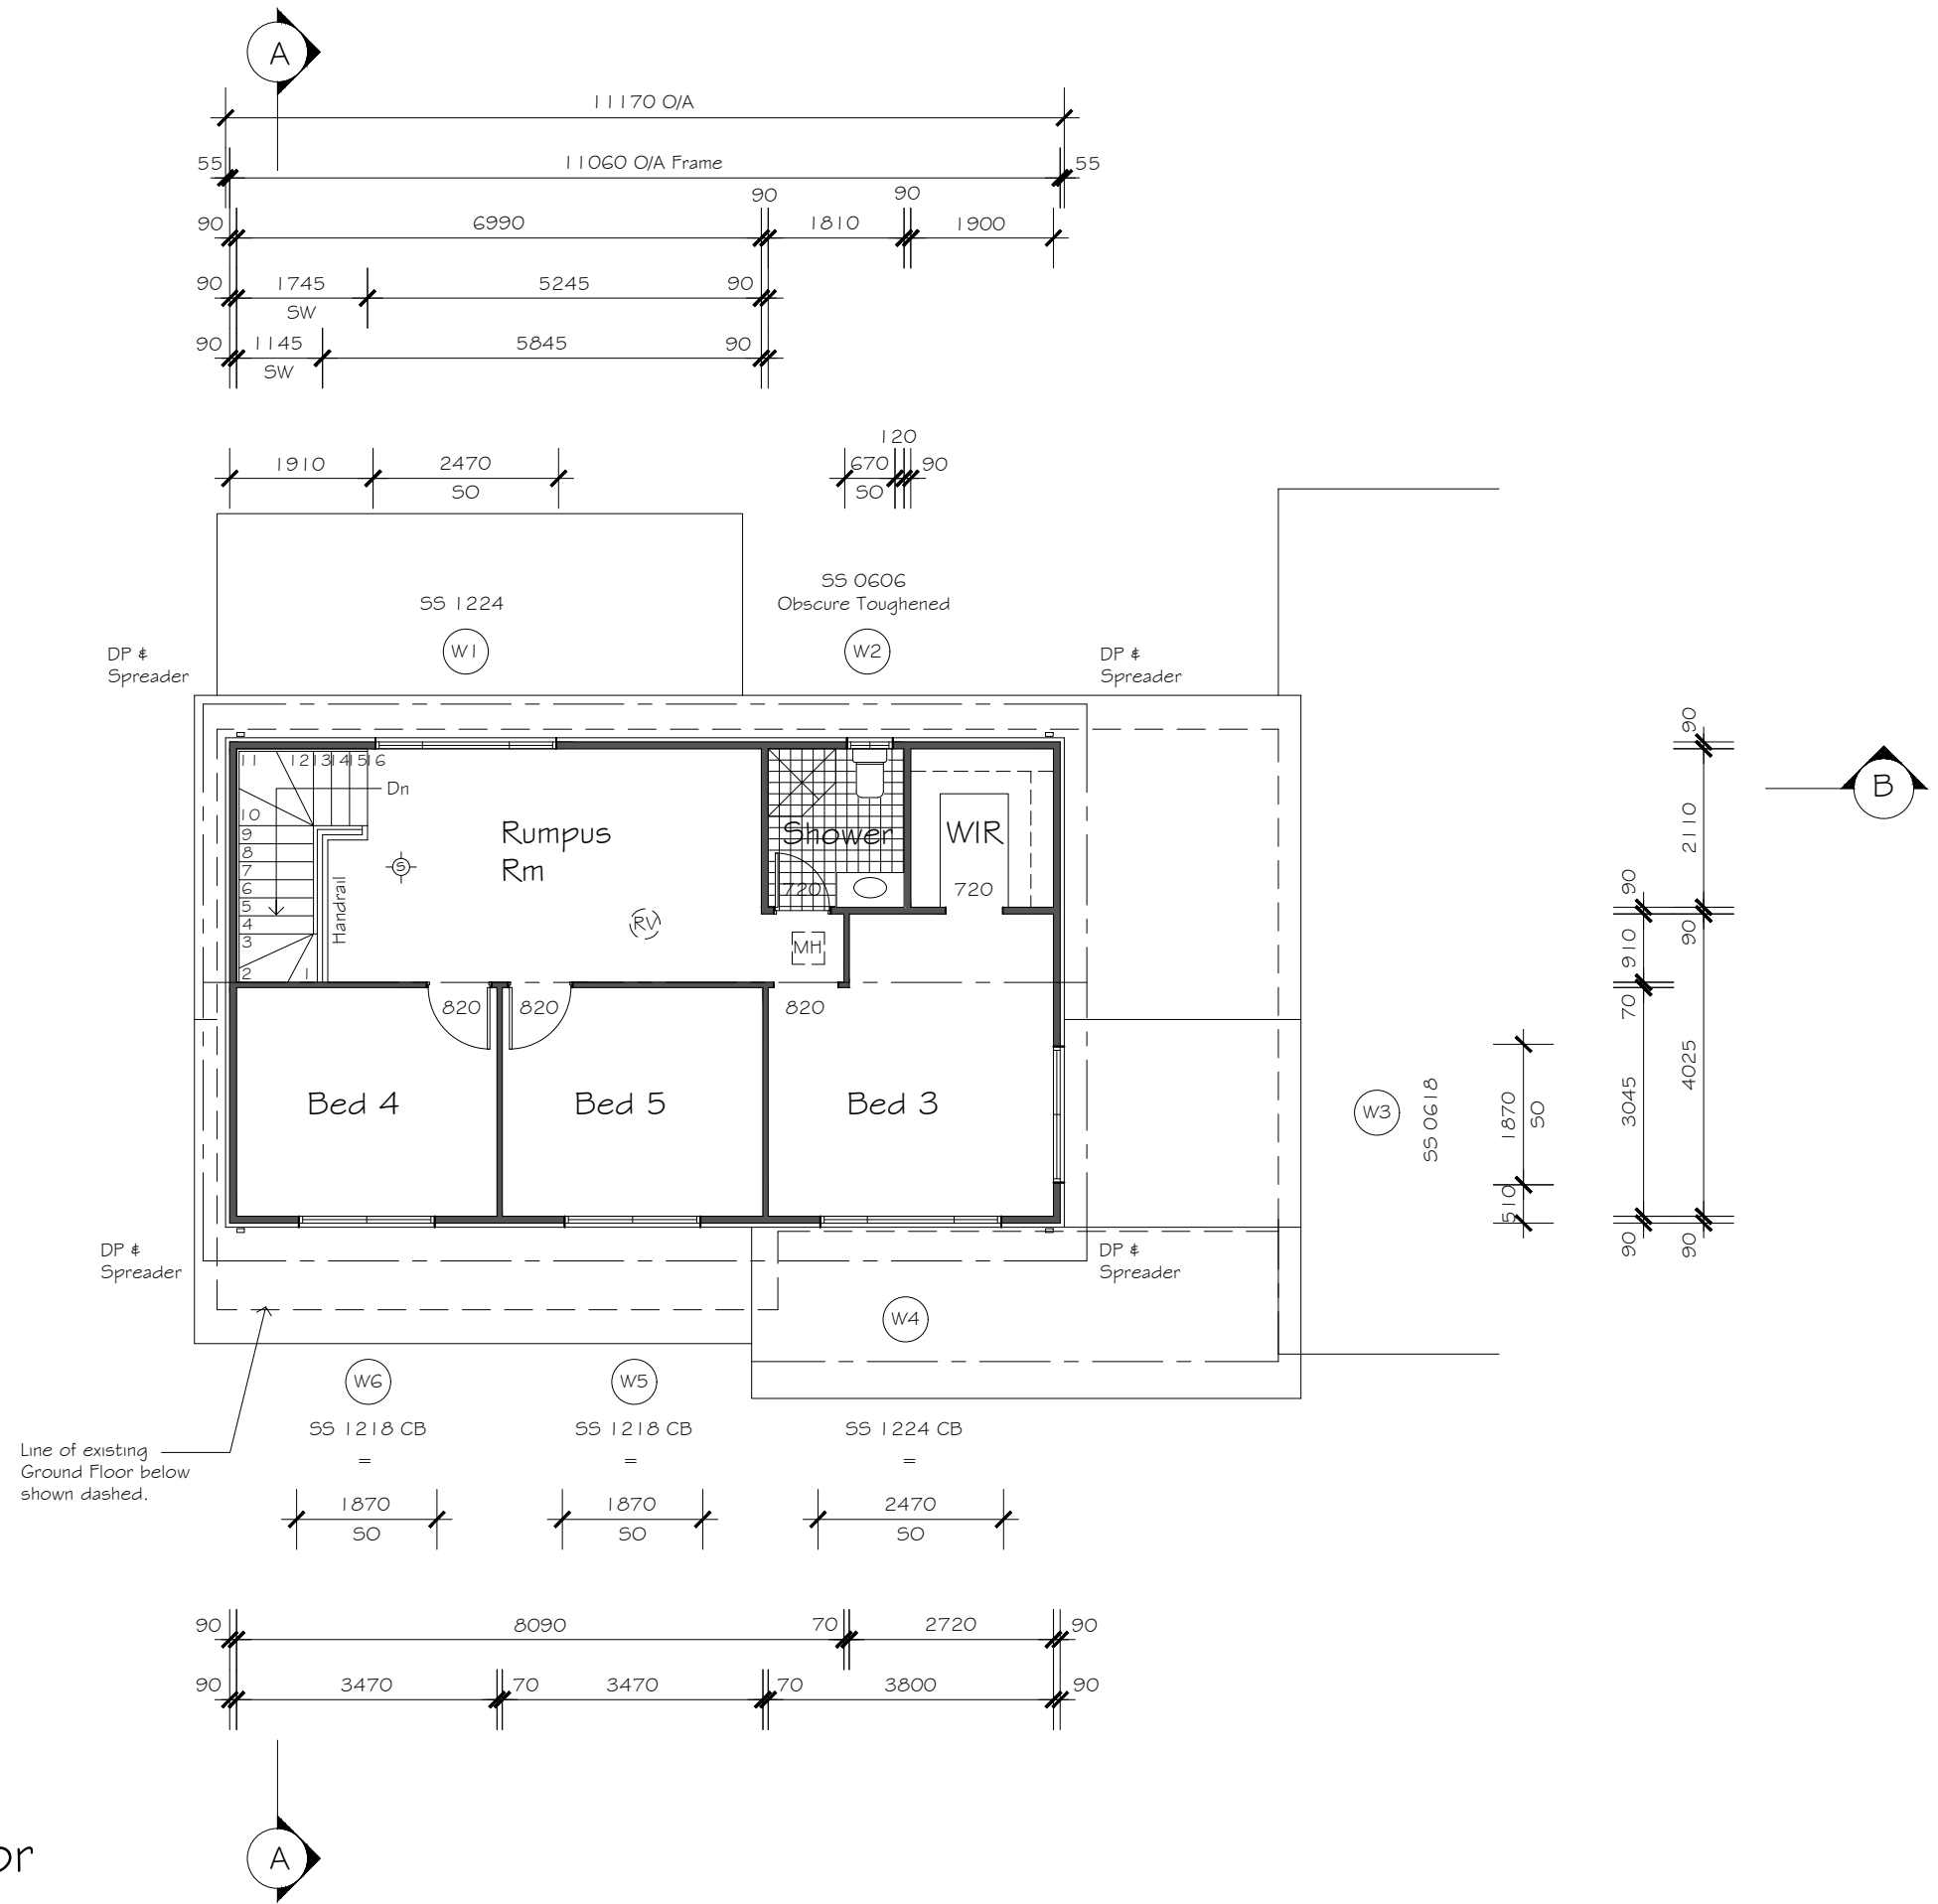 A
11170 O/A
55
11060 O/A Frame
55
90
6990
90
1810
90
1900
90
1745
SW
5245
90
90
1145
SW
5845
90
1910
2470
SO
670
SO
120
90
SS 1224
W1
SS 0606
Obscure Toughened
W2
DP &
Spreader
DP &
Spreader
11
12
13
14
15
16
Dn
10
9
8
7
6
5
4
3
2
1
Handrail
S
Rumpus
Rm
RV
Shower
720
WIR
720
MH
820
820
820
Bed 4
Bed 5
Bed 3
W3
SS 0618
1870
SO
510
90
910
70
3045
90
90
2110
90
4025
90
B
DP &
Spreader
DP &
Spreader
W4
W6
W5
SS 1218 CB
=
SS 1218 CB
=
SS 1224 CB
=
Line of existing
Ground Floor below
shown dashed.
1870
SO
1870
SO
2470
SO
90
8090
70
2720
90
90
3470
70
3470
70
3800
90
or
A